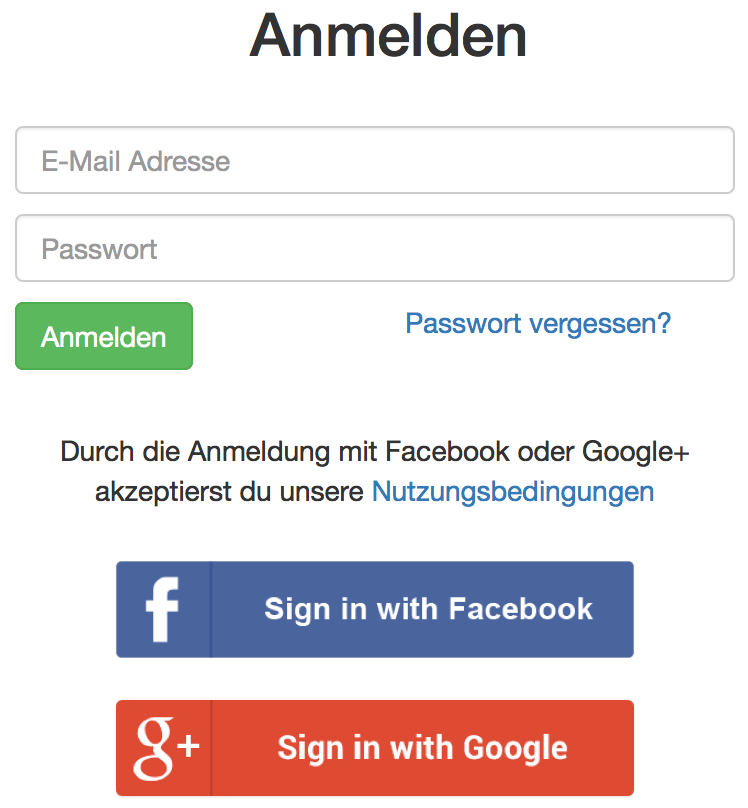 Anmelden
E-Mail Adresse
Passwort
Anmelden
Passwort vergessen?
Durch die Anmeldung mit Facebook oder Google+
akzeptierst du unsere Nutzungsbedingungen
f Sign in with Facebook
g+ Sign in with Google